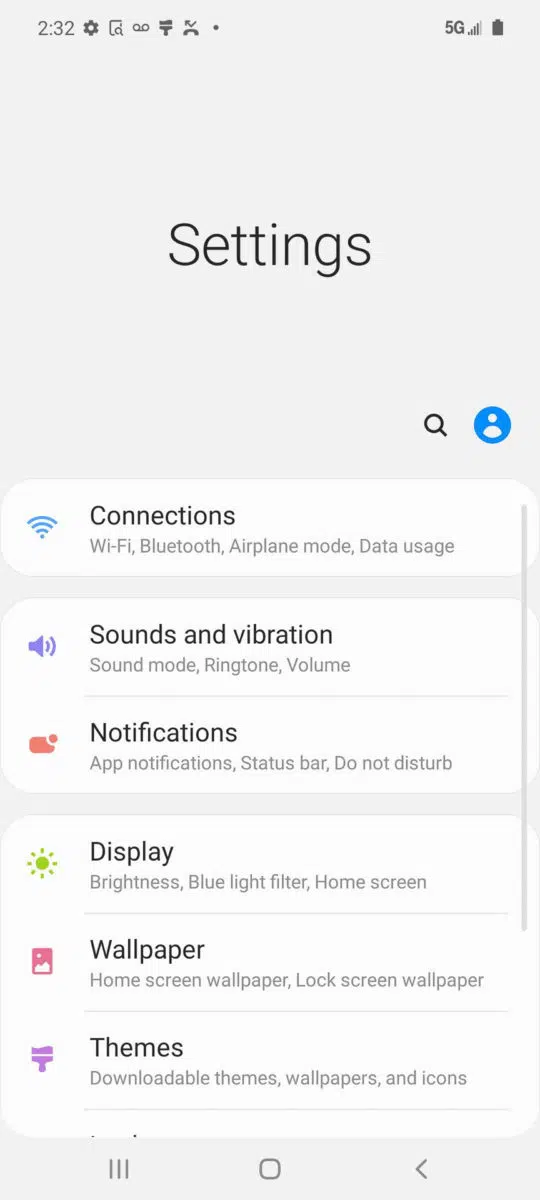 2:32
5G
Settings
Connections
Wi-Fi, Bluetooth, Airplane mode, Data usage
Sounds and vibration
Sound mode, Ringtone, Volume
Notifications
App notifications, Status bar, Do not disturb
Display
Brightness, Blue light filter, Home screen
Wallpaper
Home screen wallpaper, Lock screen wallpaper
Themes
Downloadable themes, wallpapers, and icons